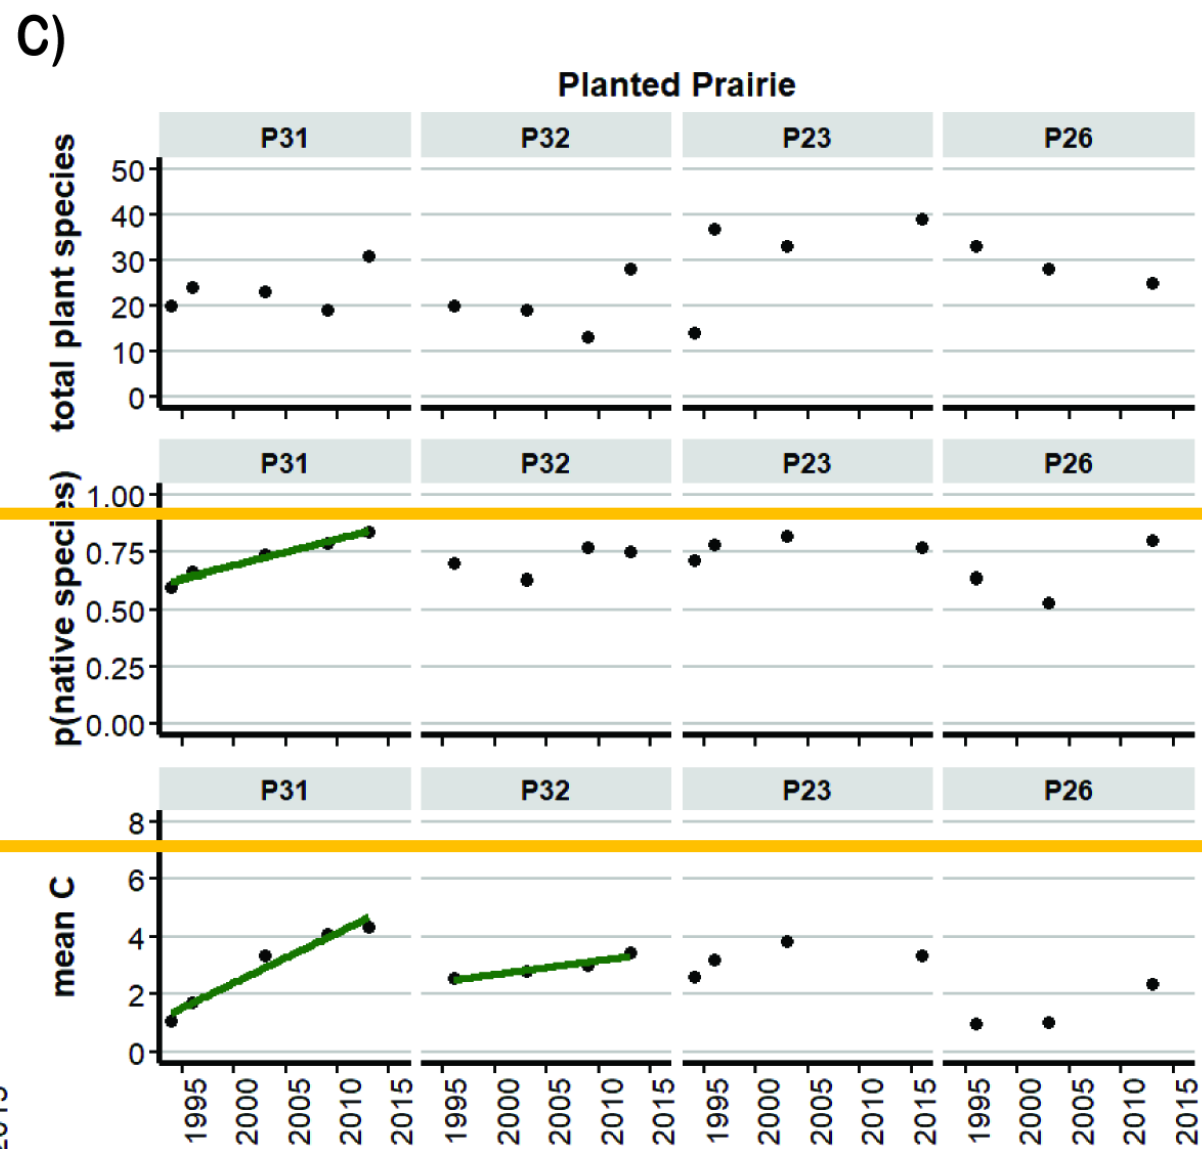 C)
Planted Prairie
P31 P32 P23 P26
total plant species
50
40
30
20
10
0
P31 P32 P23 P26
p(native species)
1.00
0.75
0.50
0.25
0.00
P31 P32 P23 P26
mean C
8
6
4
2
0
1995 2000 2005 2010 2015 1995 2000 2005 2010 2015 1995 2000 2005 2010 2015 1995 2000 2005 2010 2015